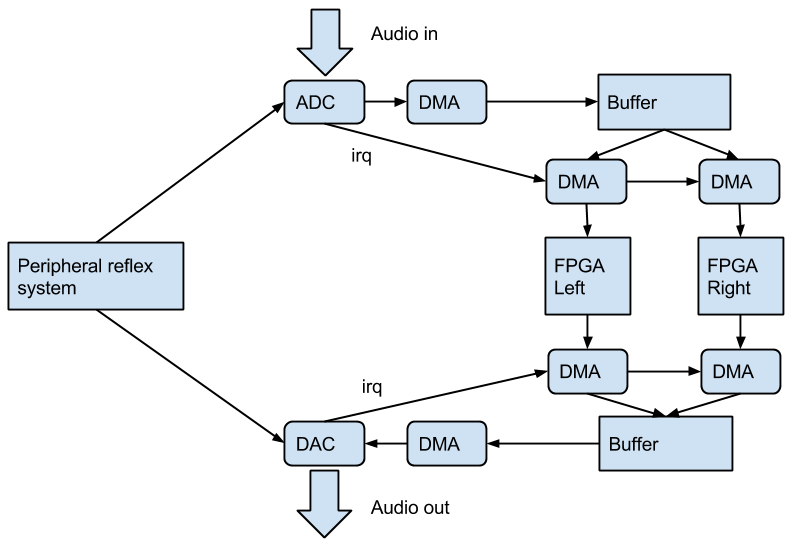 Audio in
ADC
DMA
Buffer
irq
DMA
DMA
Peripheral reflex
system
FPGA
Left
FPGA
Right
irq
DMA
DMA
DAC
DMA
Buffer
Audio out